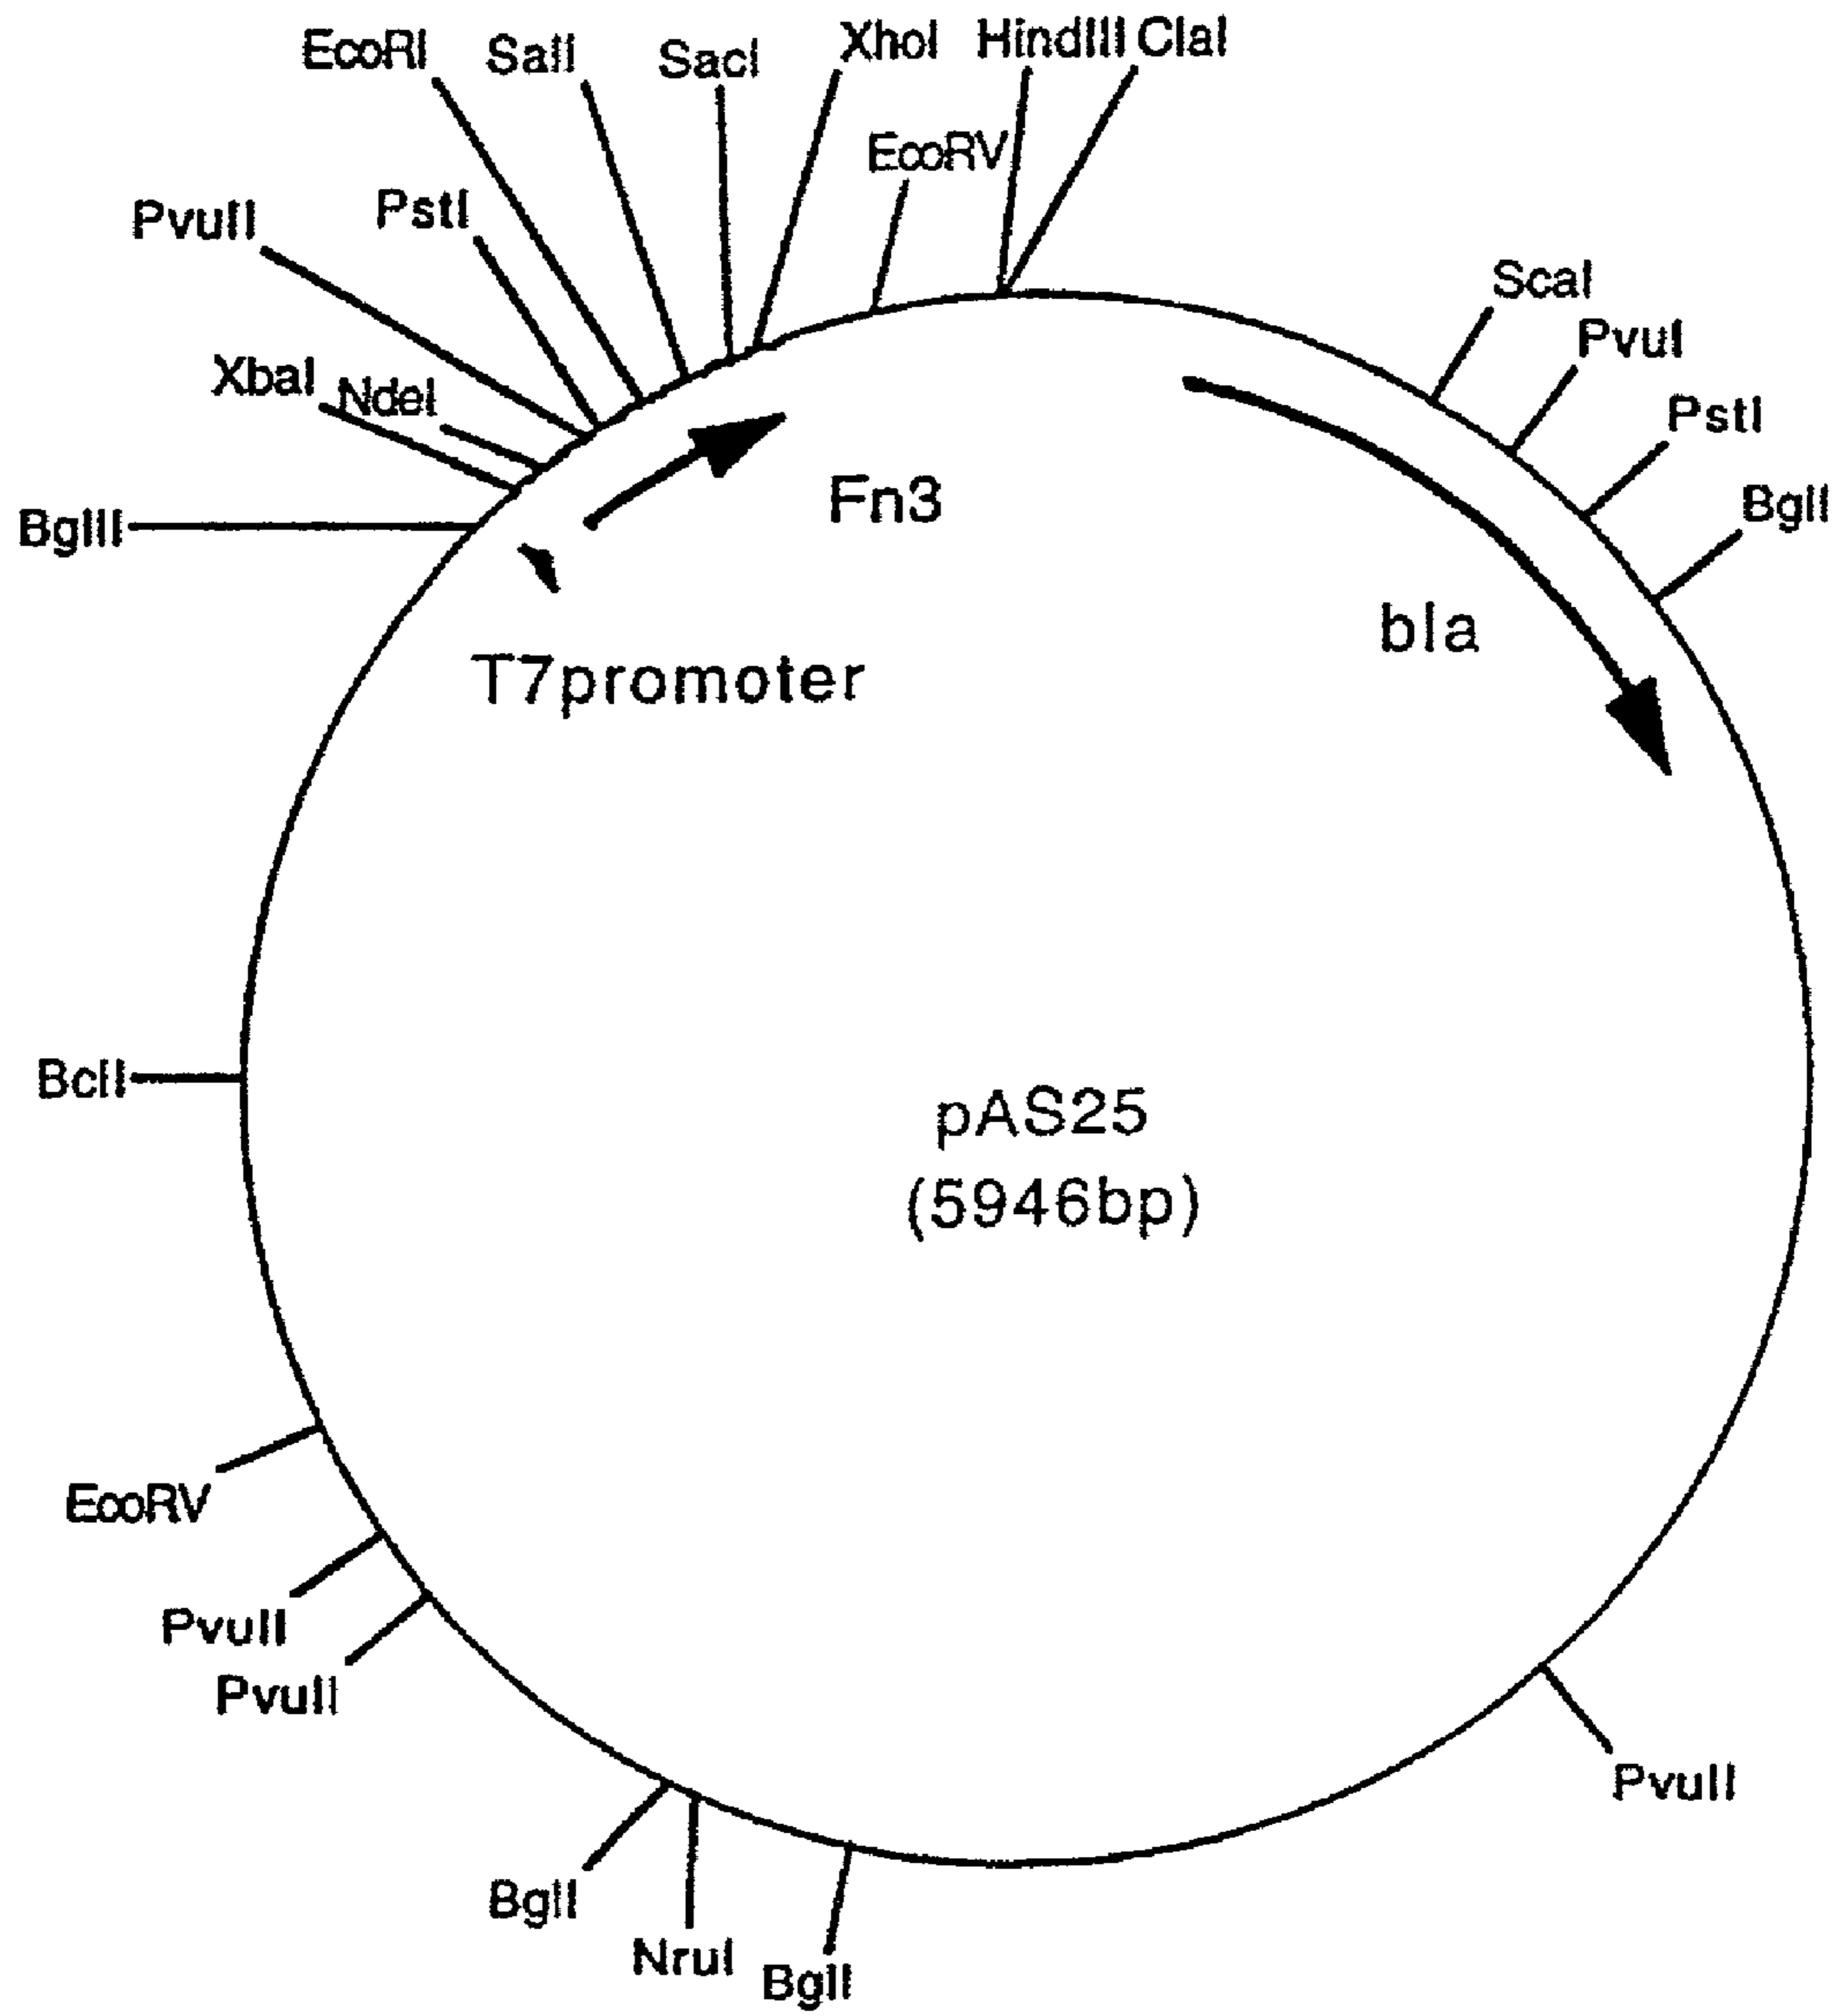 EcoRI
SalI
SacI
XhoI
HindIII
ClaI
EcoRV
PvuII
PstI
XbaI
NdeI
BglII
ScaI
PvuI
PstI
BglI
Fn3
bla
T7promoter
BclI
pAS25
(5946bp)
EcoRV
PvuII
PvuII
PvuII
BglI
NruI
BglI